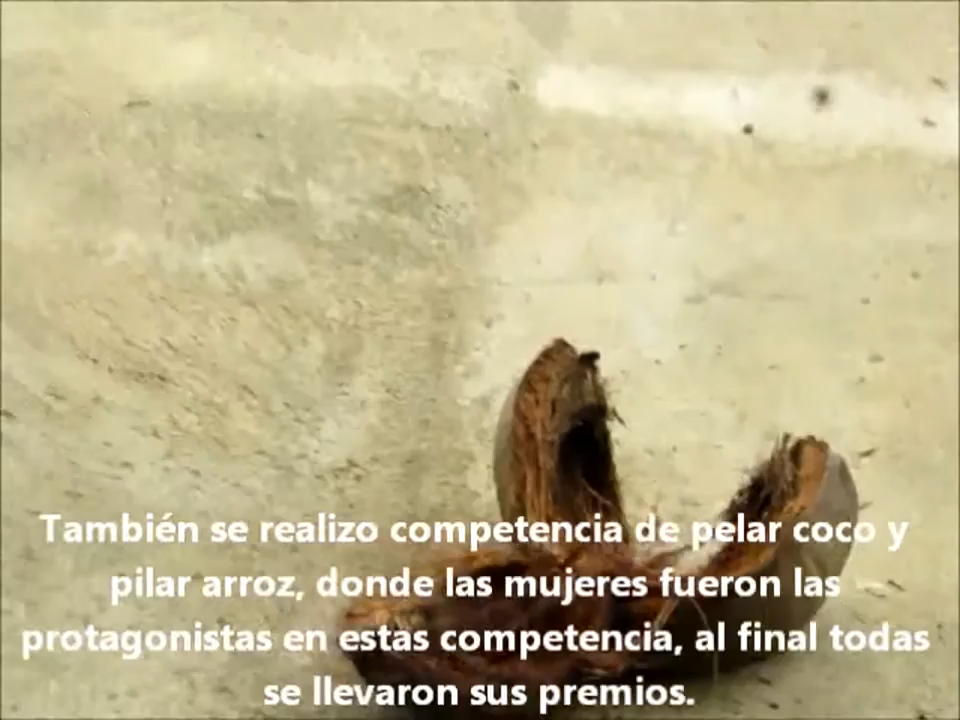 También se realizo competencia de pelar coco y
pilar arroz, donde las mujeres fueron las
protagonistas en estas competencia, al final todas
se llevaron sus premios.